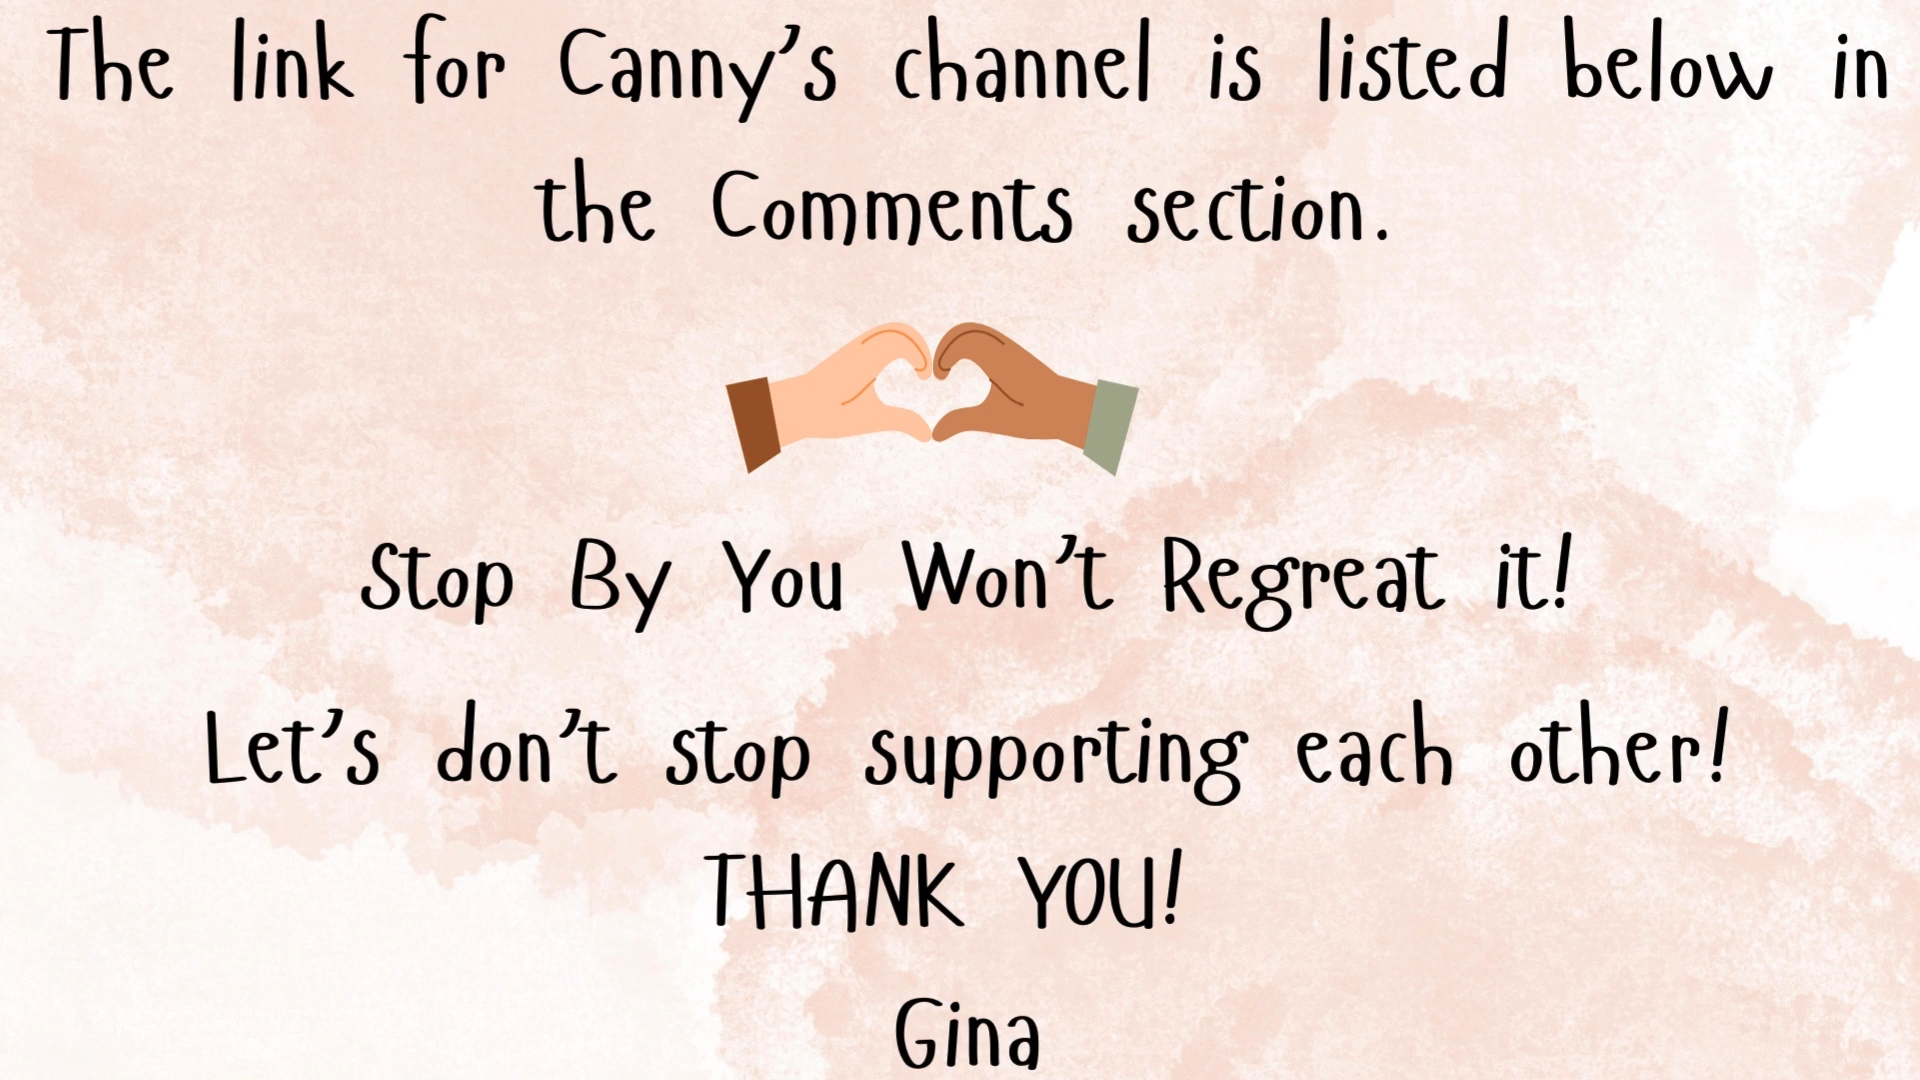 The link for Canny's channel is listed below in
the Comments section.
Stop By You Won't Regreat it!
Let's don't stop supporting each other!
THANK YOU!
Gina